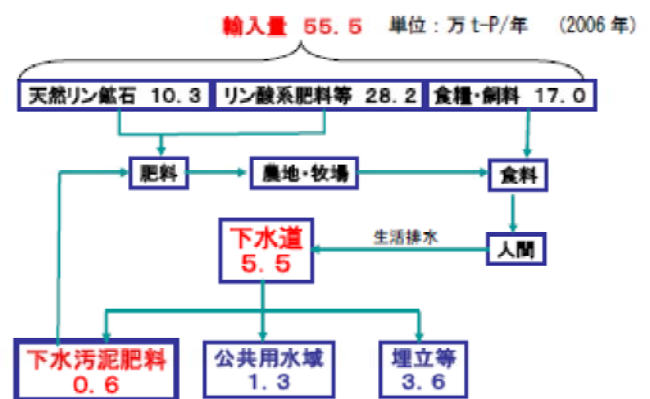 輸入量 55.5 単位：万t-P/年 （2006年）
天然リン鉱石 10.3 リン酸系肥料等 28.2 食糧・飼料 17.0
肥料 農地・牧場 食料
下水道
5.5
生活排水
人間
下水汚泥肥料 公共用水域 埋立等
0.6 1.3 3.6